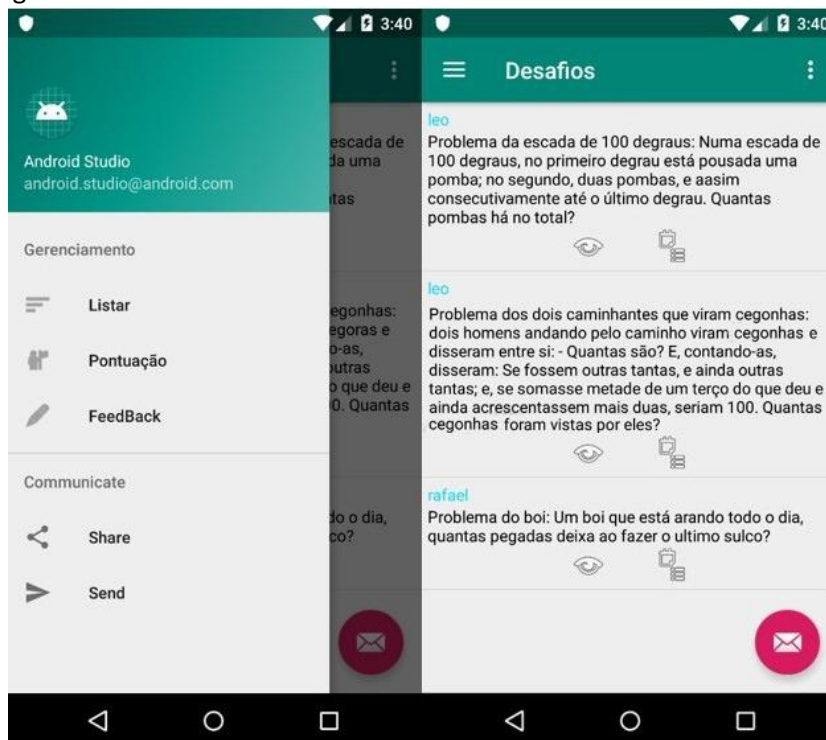 3:40
Android Studio
android.studio@android.com
Gerenciamento
Listar
Pontuação
FeedBack
Communicate
Share
Send
escada de
da uma
tas
egonhas:
egoras e
o-as,
outras
o que deu e
0. Quantas
do o dia,
co?
3:40
Desafios
leo
Problema da escada de 100 degraus: Numa escada de
100 degraus, no primeiro degrau está pousada uma
pomba; no segundo, duas pombas, e aasim
consecutivamente até o último degrau. Quantas
pombas há no total?
leo
Problema dos dois caminhantes que viram cegonhas:
dois homens andando pelo caminho viram cegonhas e
disseram entre si: - Quantas são? E, contando-as,
disseram: Se fossem outras tantas, e ainda outras
tantas; e, se somasse metade de um terço do que deu e
ainda acrescentassem mais duas, seriam 100. Quantas
cegonhas foram vistas por eles?
rafael
Problema do boi: Um boi que está arando todo o dia,
quantas pegadas deixa ao fazer o ultimo sulco?